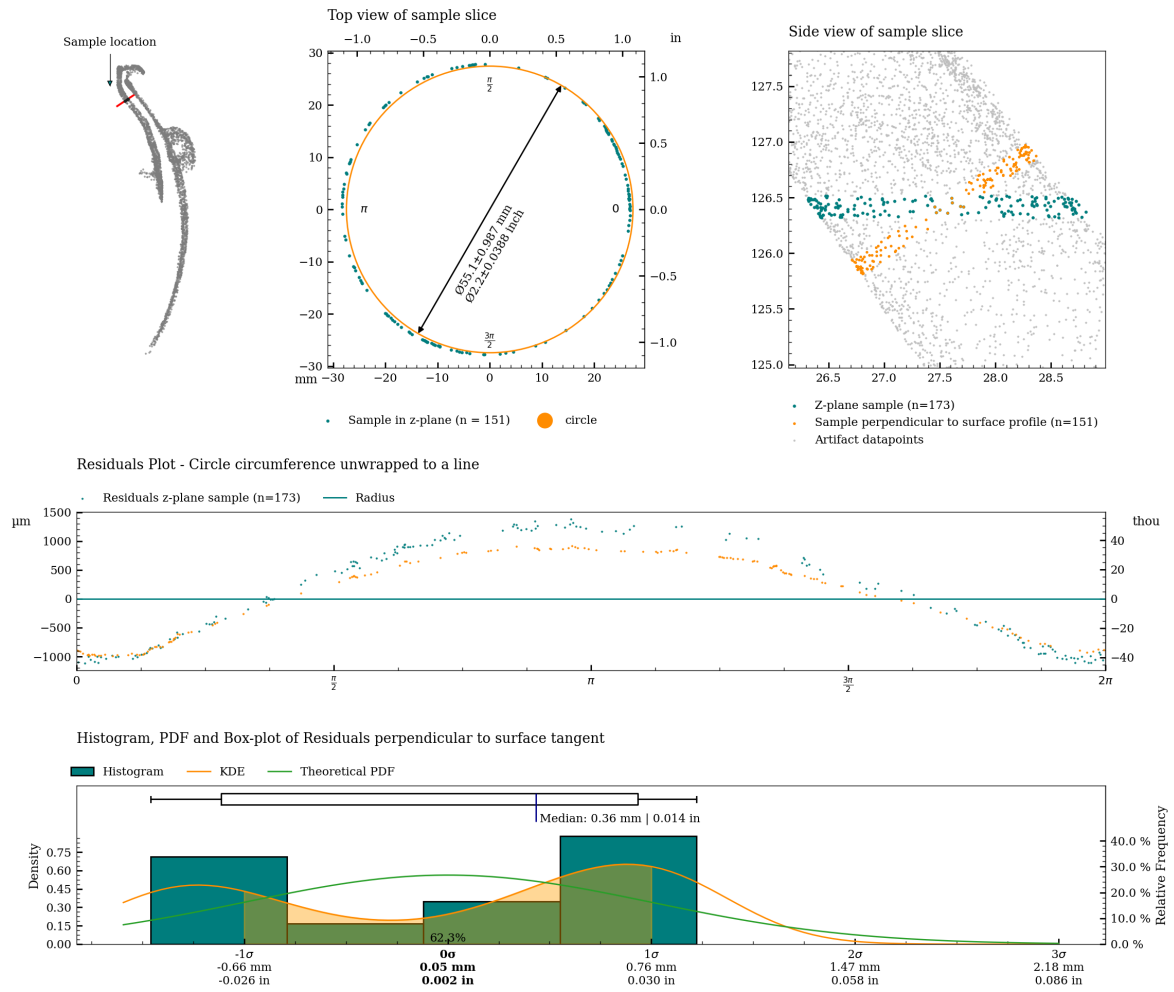 Sample location
Top view of sample slice
−1.0 −0.5 0.0 0.5 1.0 in
30
20
10
0
−10
−20
−30
1.0
0.5
0.0
−0.5
−1.0
π/2
π
0
3π/2
Ø55.1±0.987 mm
Ø2.2±0.0388 inch
mm −30 −20 −10 0 10 20
Sample in z-plane (n = 151) circle
Side view of sample slice
127.5
127.0
126.5
126.0
125.5
125.0
26.5 27.0 27.5 28.0 28.5
Z-plane sample (n=173)
Sample perpendicular to surface profile (n=151)
Artifact datapoints
Residuals Plot - Circle circumference unwrapped to a line
Residuals z-plane sample (n=173) Radius
µm
1500
1000
500
0
−500
−1000
thou
40
20
0
−20
−40
0 π/2 π 3π/2 2π
Histogram, PDF and Box-plot of Residuals perpendicular to surface tangent
Histogram KDE Theoretical PDF
Median: 0.36 mm | 0.014 in
Density
0.75
0.60
0.45
0.30
0.15
0.00
Relative Frequency
40.0 %
30.0 %
20.0 %
10.0 %
0.0 %
62.3%
-1σ 0σ 1σ 2σ 3σ
-0.66 mm 0.05 mm 0.76 mm 1.47 mm 2.18 mm
-0.026 in 0.002 in 0.030 in 0.058 in 0.086 in